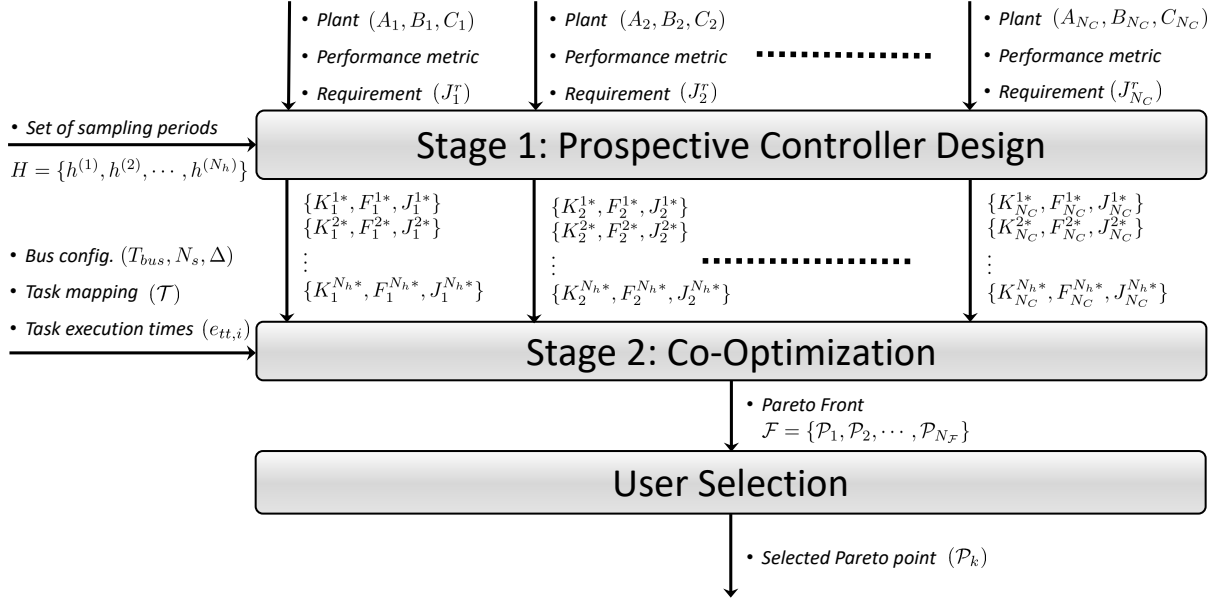 • Plant (A_1, B_1, C_1)
• Performance metric
• Requirement (J_1^r)
• Plant (A_2, B_2, C_2)
• Performance metric
• Requirement (J_2^r)
• Plant (A_{N_C}, B_{N_C}, C_{N_C})
• Performance metric
• Requirement (J_{N_C}^r)
• Set of sampling periods
H = {h^{(1)}, h^{(2)}, ⋯, h^{(N_h)}}
Stage 1: Prospective Controller Design
{K_1^{1*}, F_1^{1*}, J_1^{1*}}
{K_1^{2*}, F_1^{2*}, J_1^{2*}}
⋮
{K_1^{N_h*}, F_1^{N_h*}, J_1^{N_h*}}
{K_2^{1*}, F_2^{1*}, J_2^{1*}}
{K_2^{2*}, F_2^{2*}, J_2^{2*}}
⋮
{K_2^{N_h*}, F_2^{N_h*}, J_2^{N_h*}}
{K_{N_C}^{1*}, F_{N_C}^{1*}, J_{N_C}^{1*}}
{K_{N_C}^{2*}, F_{N_C}^{2*}, J_{N_C}^{2*}}
⋮
{K_{N_C}^{N_h*}, F_{N_C}^{N_h*}, J_{N_C}^{N_h*}}
• Bus config. (T_{bus}, N_s, Δ)
• Task mapping (𝒯)
• Task execution times (e_{tt,i})
Stage 2: Co-Optimization
• Pareto Front
ℱ = {𝒫_1, 𝒫_2, ⋯, 𝒫_{N_ℱ}}
User Selection
• Selected Pareto point (𝒫_k)